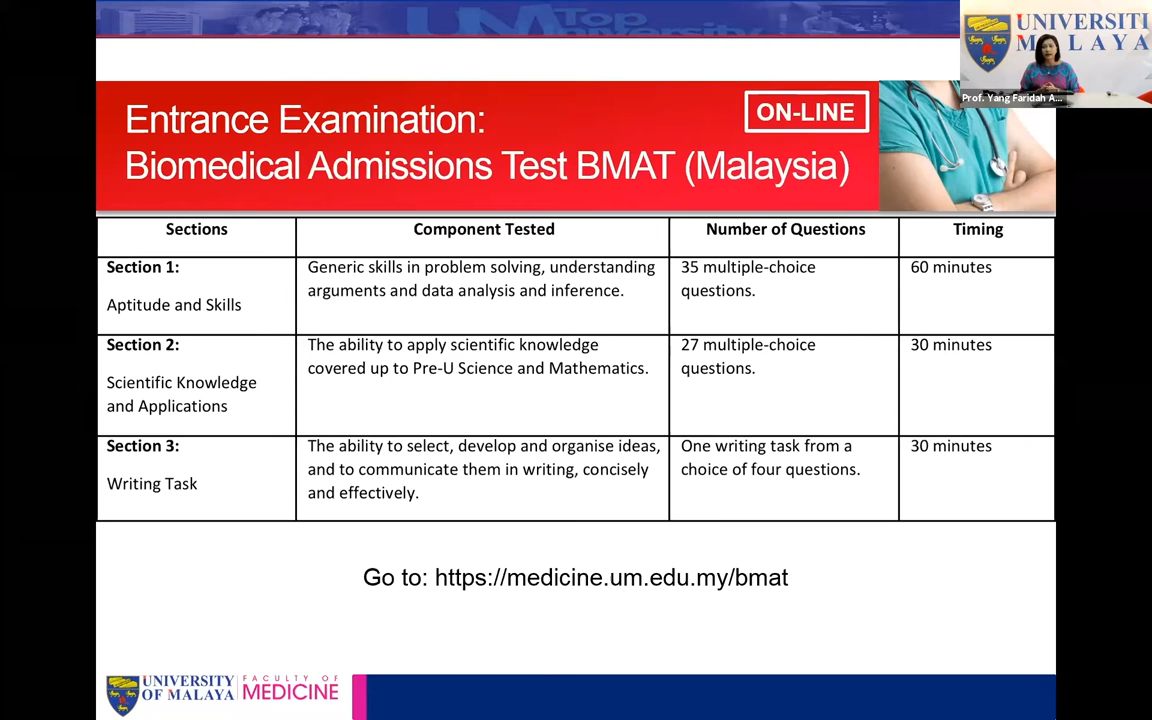 UM Top
University
UNIVERSITI
MALAYA
Prof. Yang Faridah A...
Entrance Examination:
ON-LINE
Biomedical Admissions Test BMAT (Malaysia)
Sections
Component Tested
Number of Questions
Timing
Section 1:
Aptitude and Skills
Generic skills in problem solving, understanding
arguments and data analysis and inference.
35 multiple-choice
questions.
60 minutes
Section 2:
Scientific Knowledge
and Applications
The ability to apply scientific knowledge
covered up to Pre-U Science and Mathematics.
27 multiple-choice
questions.
30 minutes
Section 3:
Writing Task
The ability to select, develop and organise ideas,
and to communicate them in writing, concisely
and effectively.
One writing task from a
choice of four questions.
30 minutes
Go to: https://medicine.um.edu.my/bmat
UNIVERSITY
OF MALAYA
FACULTY OF
MEDICINE